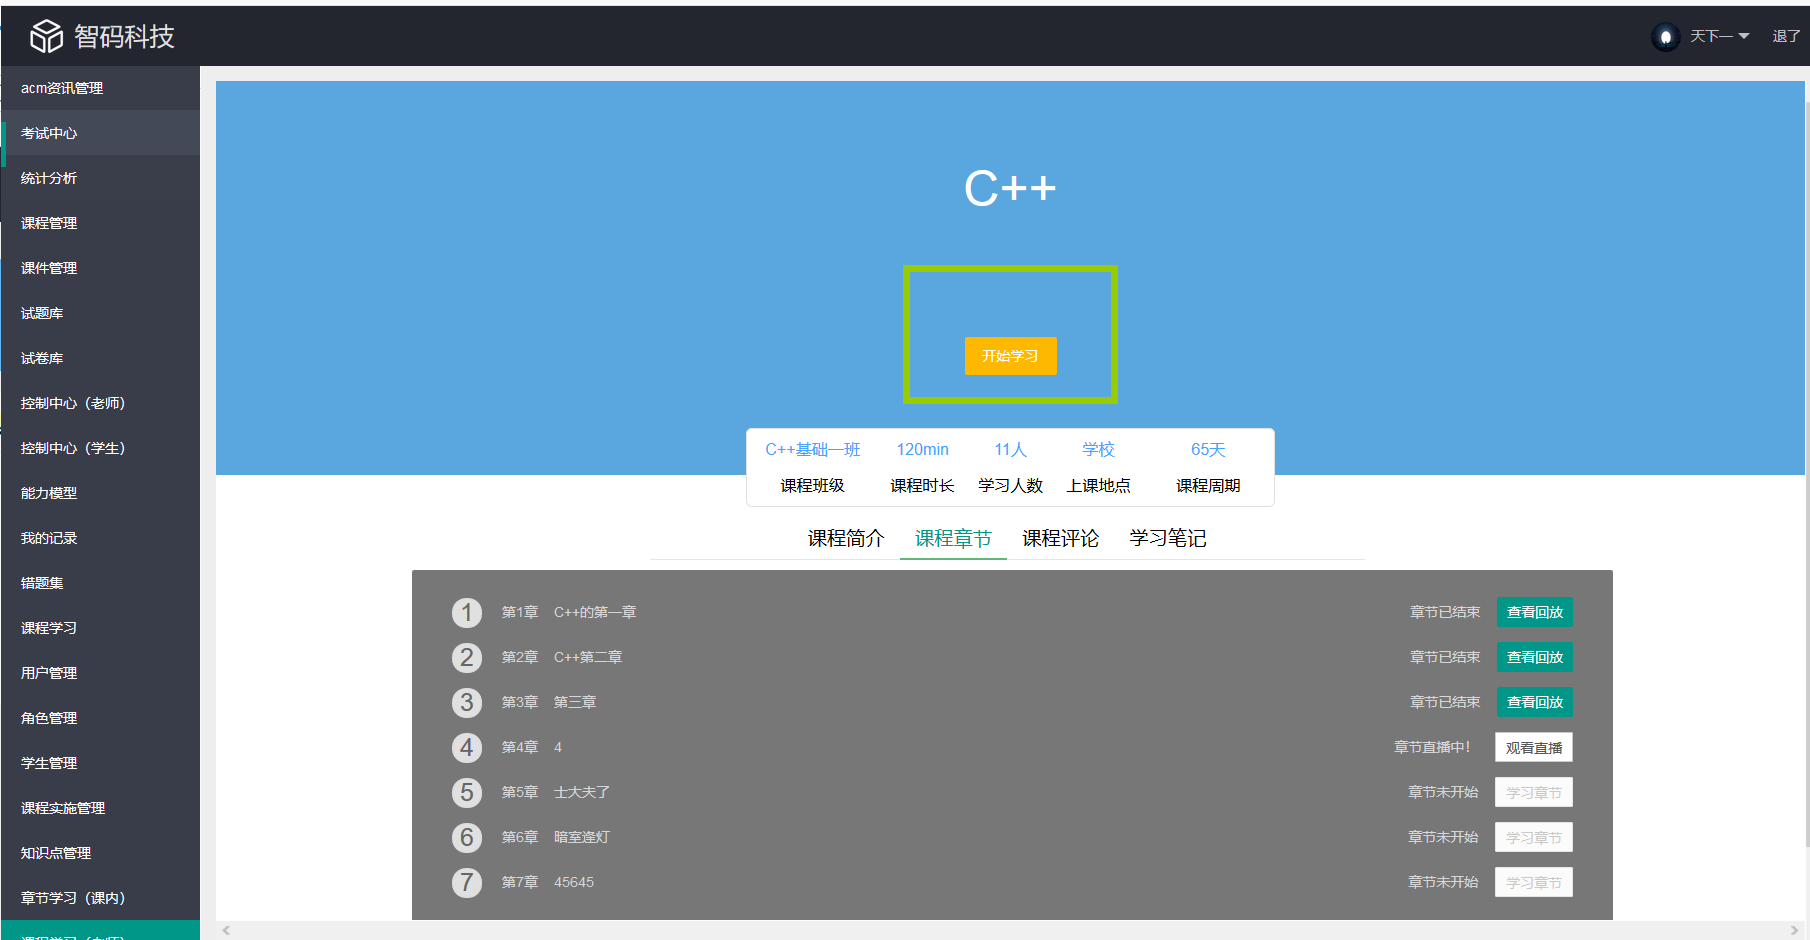 智码科技
天下一
退了
acm资讯管理
考试中心
统计分析
课程管理
课件管理
试题库
试卷库
控制中心（老师）
控制中心（学生）
能力模型
我的记录
错题集
课程学习
用户管理
角色管理
学生管理
课程实施管理
知识点管理
章节学习（课内）
C++
开始学习
C++基础一班 120min 11人 学校 65天
课程班级 课程时长 学习人数 上课地点 课程周期
课程简介 课程章节 课程评论 学习笔记
1 第1章 C++的第一章 章节已结束 查看回放
2 第2章 C++第二章 章节已结束 查看回放
3 第3章 第三章 章节已结束 查看回放
4 第4章 4 章节直播中！ 观看直播
5 第5章 士大夫了 章节未开始 学习章节
6 第6章 暗室逢灯 章节未开始 学习章节
7 第7章 45645 章节未开始 学习章节